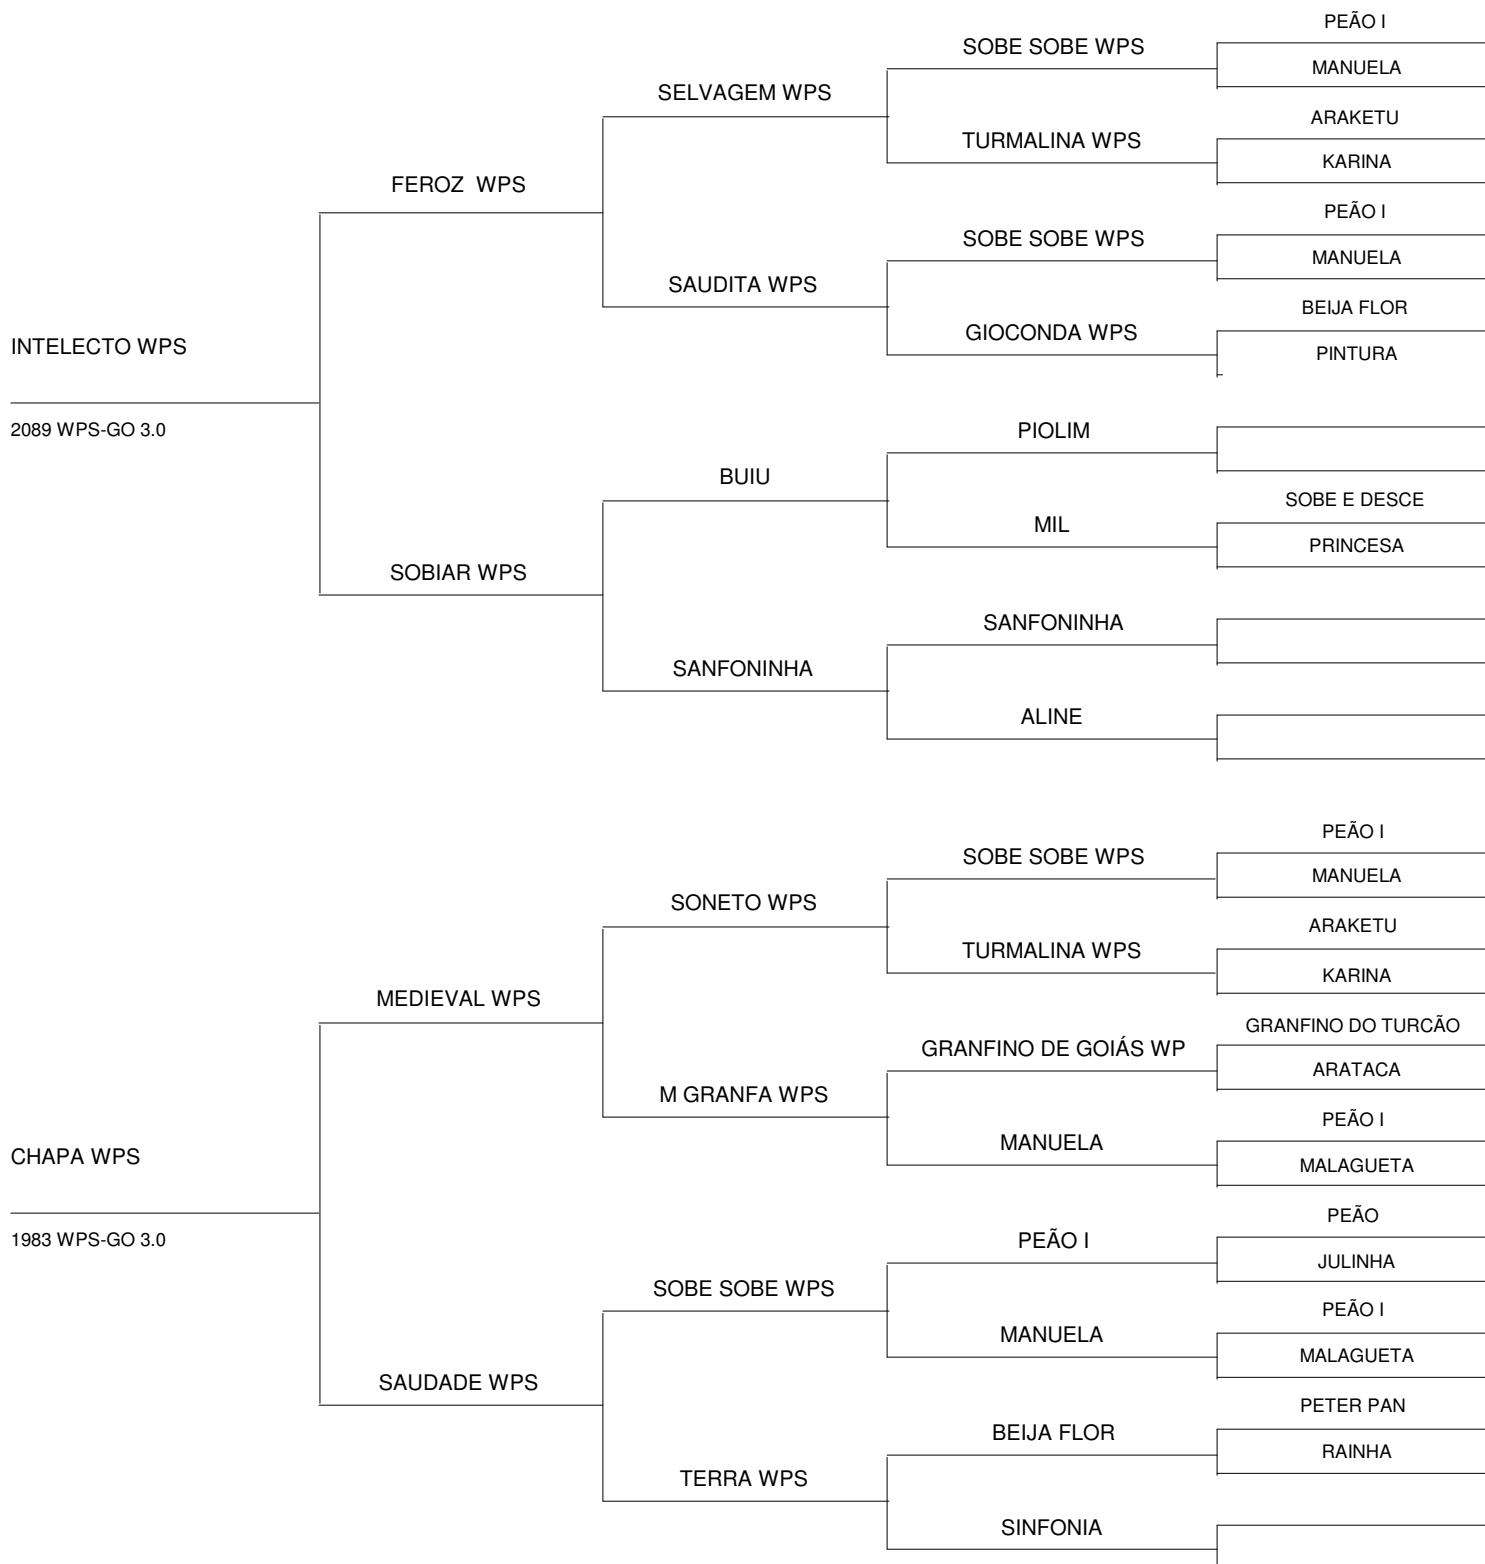 PEÃO I
SOBE SOBE WPS
MANUELA
SELVAGEM WPS
ARAKETU
TURMALINA WPS
KARINA
FEROZ  WPS
PEÃO I
SOBE SOBE WPS
MANUELA
SAUDITA WPS
BEIJA FLOR
GIOCONDA WPS
PINTURA
INTELECTO WPS
2089 WPS-GO 3.0
PIOLIM
BUIU
SOBE E DESCE
MIL
PRINCESA
SOBIAR WPS
SANFONINHA
SANFONINHA
ALINE
PEÃO I
SOBE SOBE WPS
MANUELA
SONETO WPS
ARAKETU
TURMALINA WPS
KARINA
MEDIEVAL WPS
GRANFINO DO TURCÃO
GRANFINO DE GOIÁS WP
ARATACA
M GRANFA WPS
PEÃO I
MANUELA
MALAGUETA
CHAPA WPS
1983 WPS-GO 3.0
PEÃO
PEÃO I
JULINHA
SOBE SOBE WPS
PEÃO I
MANUELA
MALAGUETA
SAUDADE WPS
PETER PAN
BEIJA FLOR
RAINHA
TERRA WPS
SINFONIA